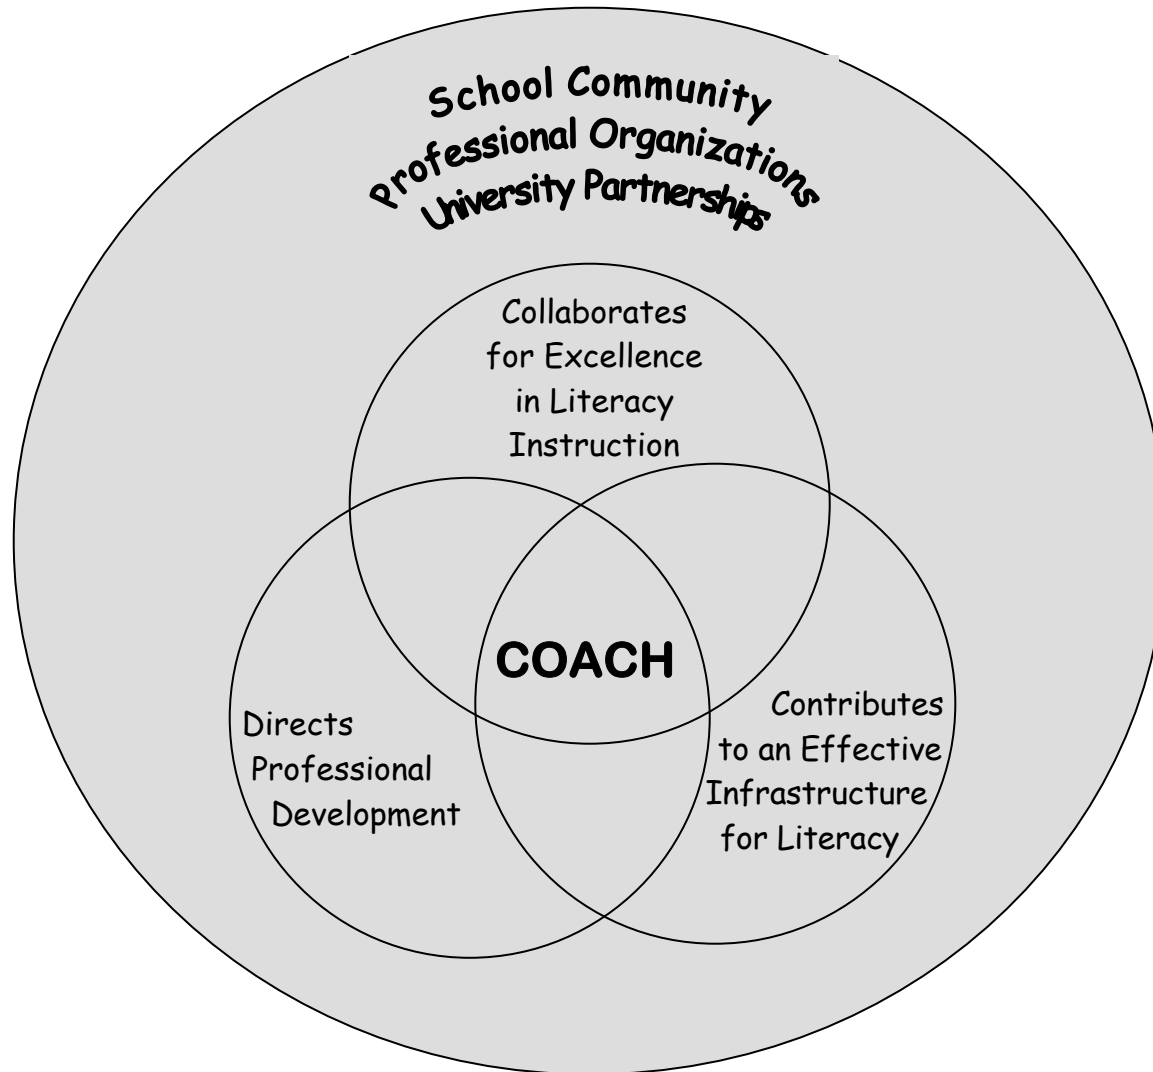 School Community
Professional Organizations
University Partnerships
Collaborates
for Excellence
in Literacy
Instruction
COACH
Directs
Professional
Development
Contributes
to an Effective
Infrastructure
for Literacy